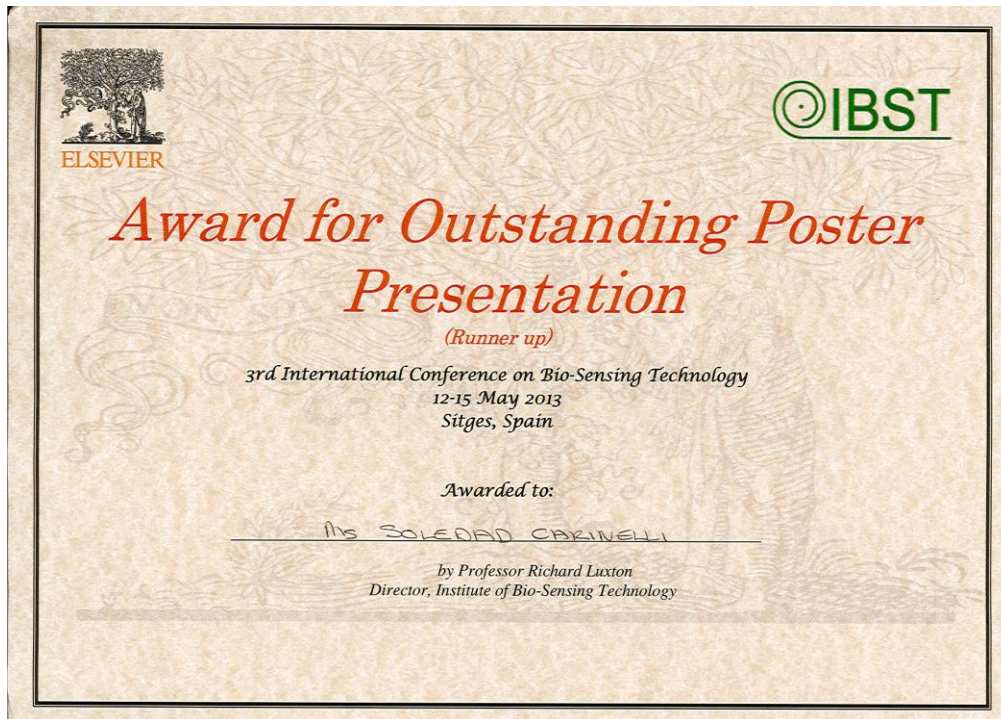 ELSEVIER
IBST
Award for Outstanding Poster
Presentation
(Runner up)
3rd International Conference on Bio-Sensing Technology
12-15 May 2013
Sitges, Spain
Awarded to:
Ms SOLEDAD CARINELLI
by Professor Richard Luxton
Director, Institute of Bio-Sensing Technology